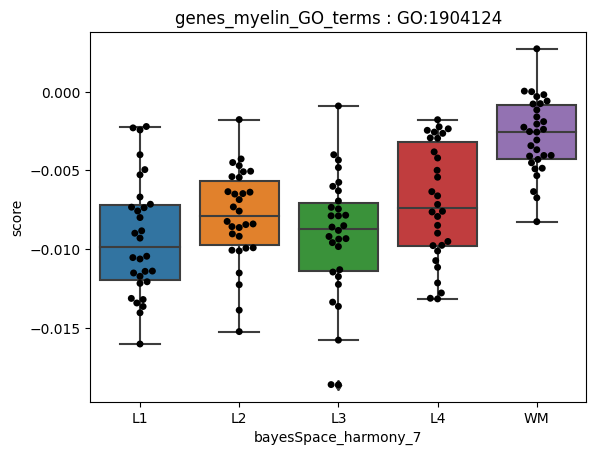 genes_myelin_GO_terms : GO:1904124
0.000
−0.005
−0.010
−0.015
score
L1 L2 L3 L4 WM
bayesSpace_harmony_7